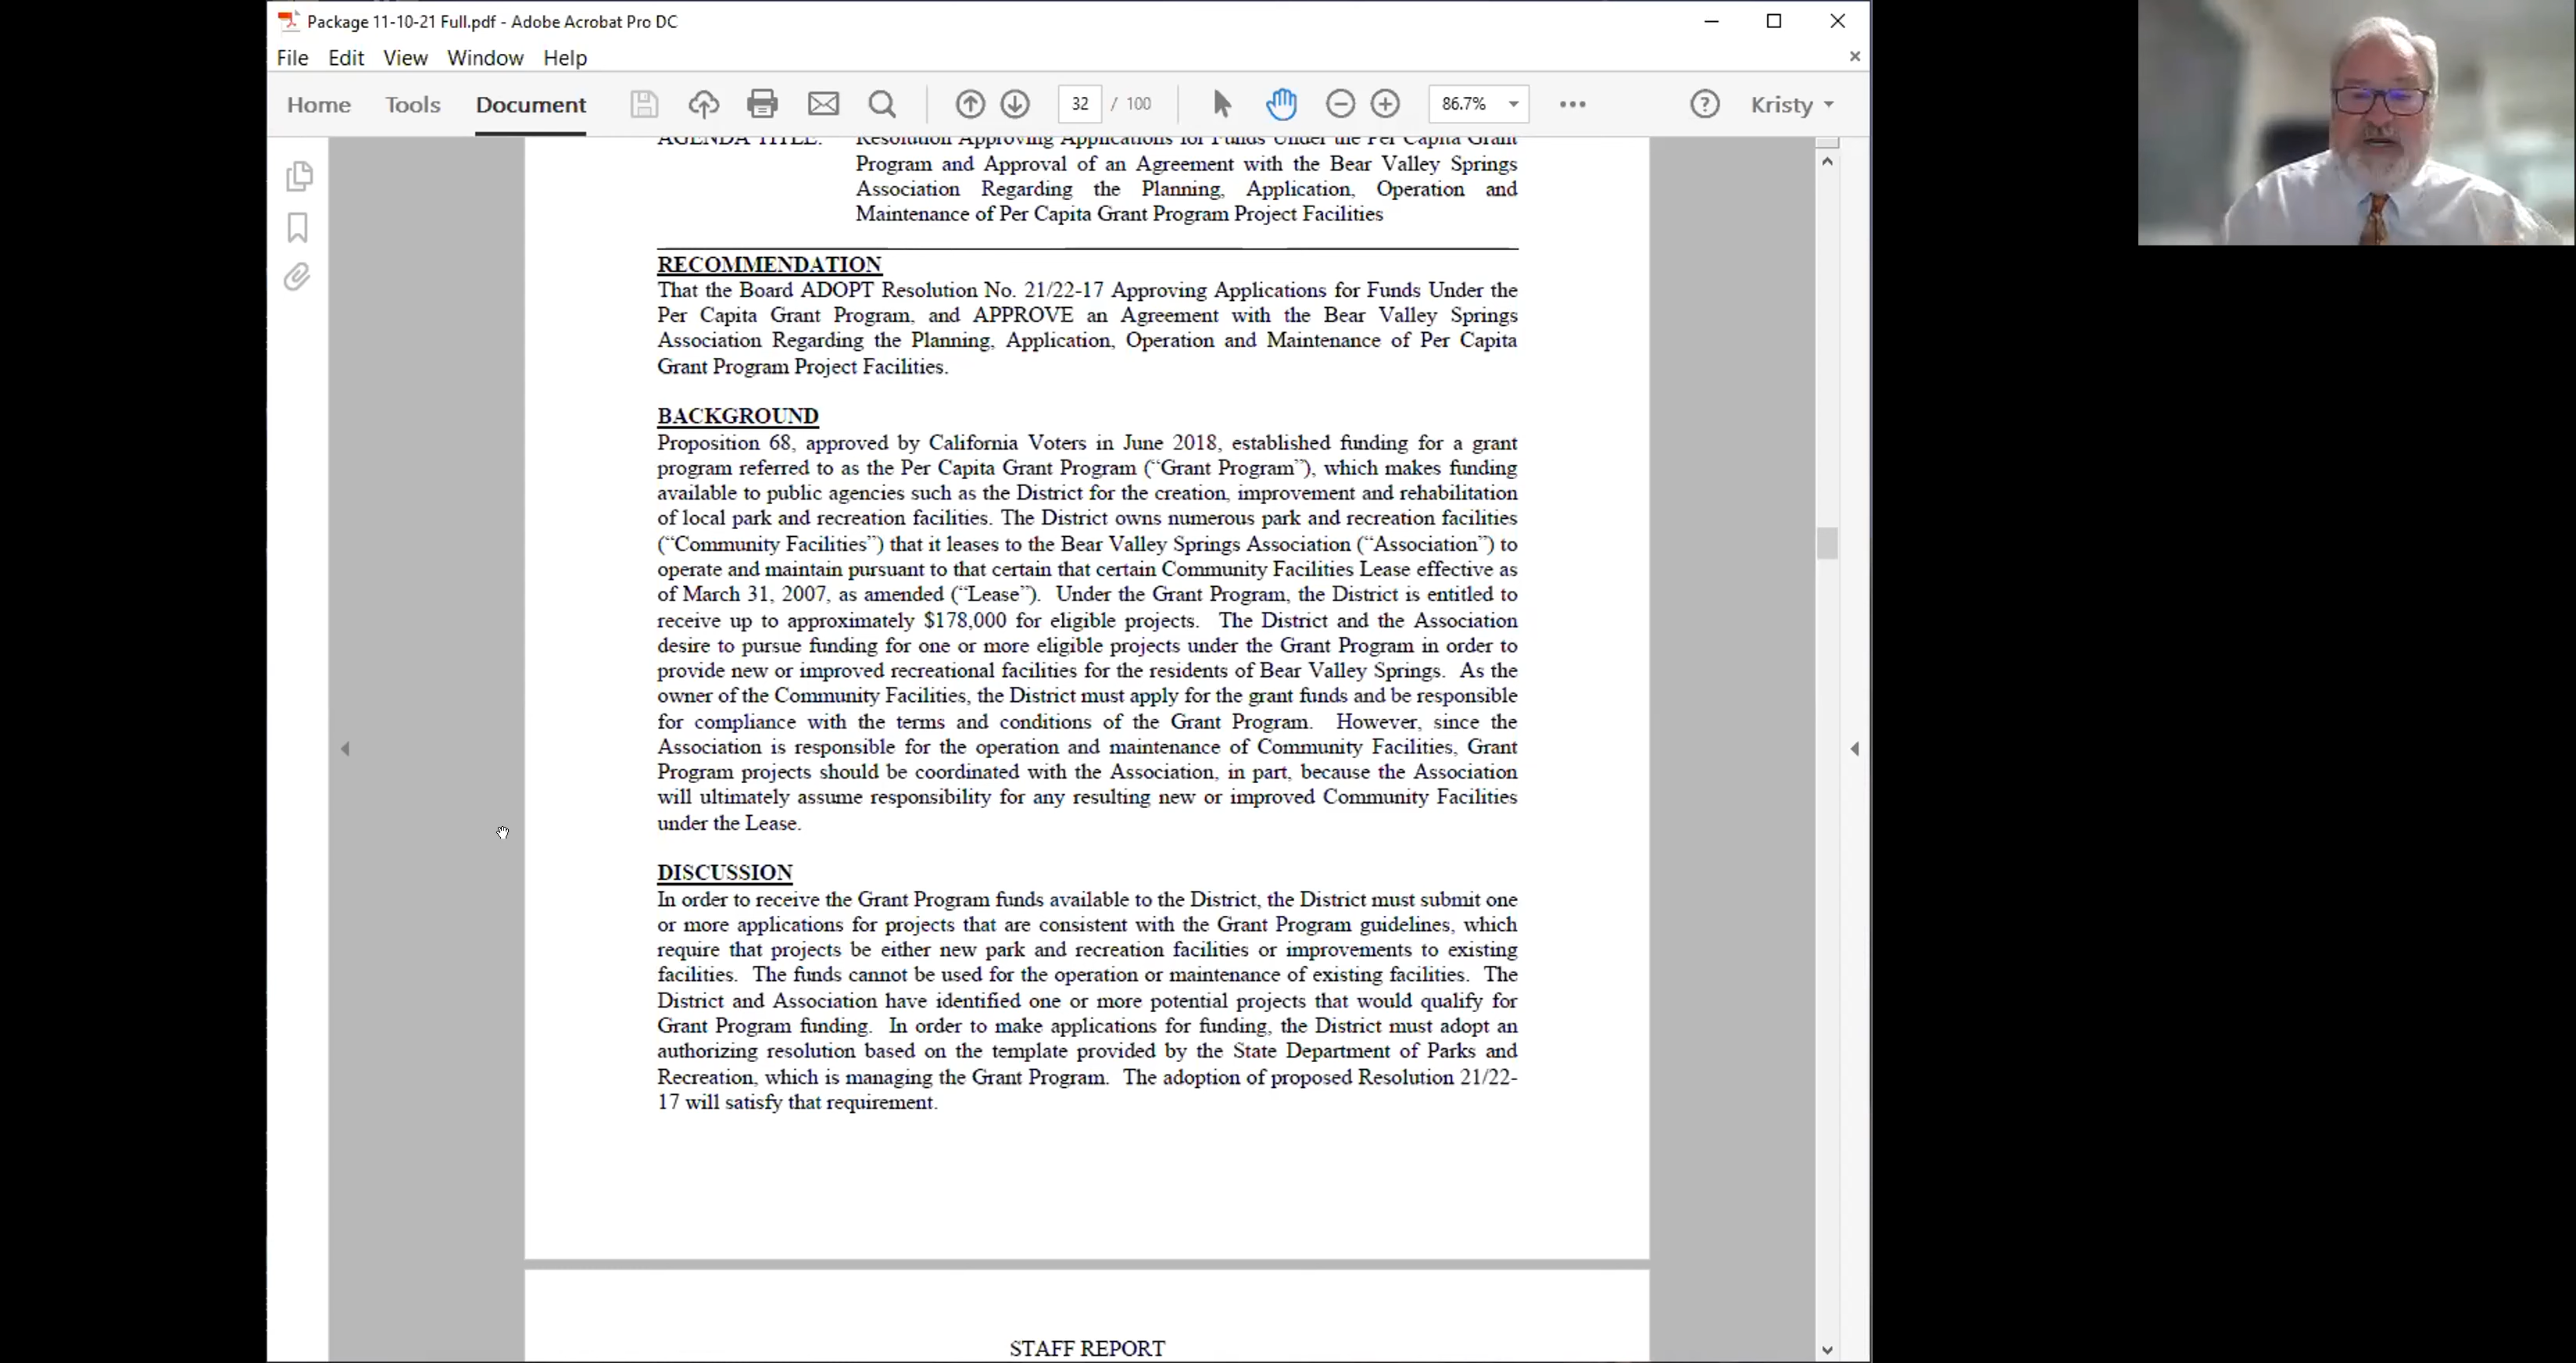 Package 11-10-21 Full.pdf - Adobe Acrobat Pro DC
File Edit View Window Help
Home Tools Document 32 / 100 86.7% Kristy
AGENDA TITLE: Resolution Approving Applications for Funds Under the Per Capita Grant
Program and Approval of an Agreement with the Bear Valley Springs
Association Regarding the Planning, Application, Operation and
Maintenance of Per Capita Grant Program Project Facilities
RECOMMENDATION
That the Board ADOPT Resolution No. 21/22-17 Approving Applications for Funds Under the
Per Capita Grant Program, and APPROVE an Agreement with the Bear Valley Springs
Association Regarding the Planning, Application, Operation and Maintenance of Per Capita
Grant Program Project Facilities.
BACKGROUND
Proposition 68, approved by California Voters in June 2018, established funding for a grant
program referred to as the Per Capita Grant Program (“Grant Program”), which makes funding
available to public agencies such as the District for the creation, improvement and rehabilitation
of local park and recreation facilities. The District owns numerous park and recreation facilities
(“Community Facilities”) that it leases to the Bear Valley Springs Association (“Association”) to
operate and maintain pursuant to that certain that certain Community Facilities Lease effective as
of March 31, 2007, as amended (“Lease”). Under the Grant Program, the District is entitled to
receive up to approximately $178,000 for eligible projects. The District and the Association
desire to pursue funding for one or more eligible projects under the Grant Program in order to
provide new or improved recreational facilities for the residents of Bear Valley Springs. As the
owner of the Community Facilities, the District must apply for the grant funds and be responsible
for compliance with the terms and conditions of the Grant Program. However, since the
Association is responsible for the operation and maintenance of Community Facilities, Grant
Program projects should be coordinated with the Association, in part, because the Association
will ultimately assume responsibility for any resulting new or improved Community Facilities
under the Lease.
DISCUSSION
In order to receive the Grant Program funds available to the District, the District must submit one
or more applications for projects that are consistent with the Grant Program guidelines, which
require that projects be either new park and recreation facilities or improvements to existing
facilities. The funds cannot be used for the operation or maintenance of existing facilities. The
District and Association have identified one or more potential projects that would qualify for
Grant Program funding. In order to make applications for funding, the District must adopt an
authorizing resolution based on the template provided by the State Department of Parks and
Recreation, which is managing the Grant Program. The adoption of proposed Resolution 21/22-
17 will satisfy that requirement.
STAFF REPORT